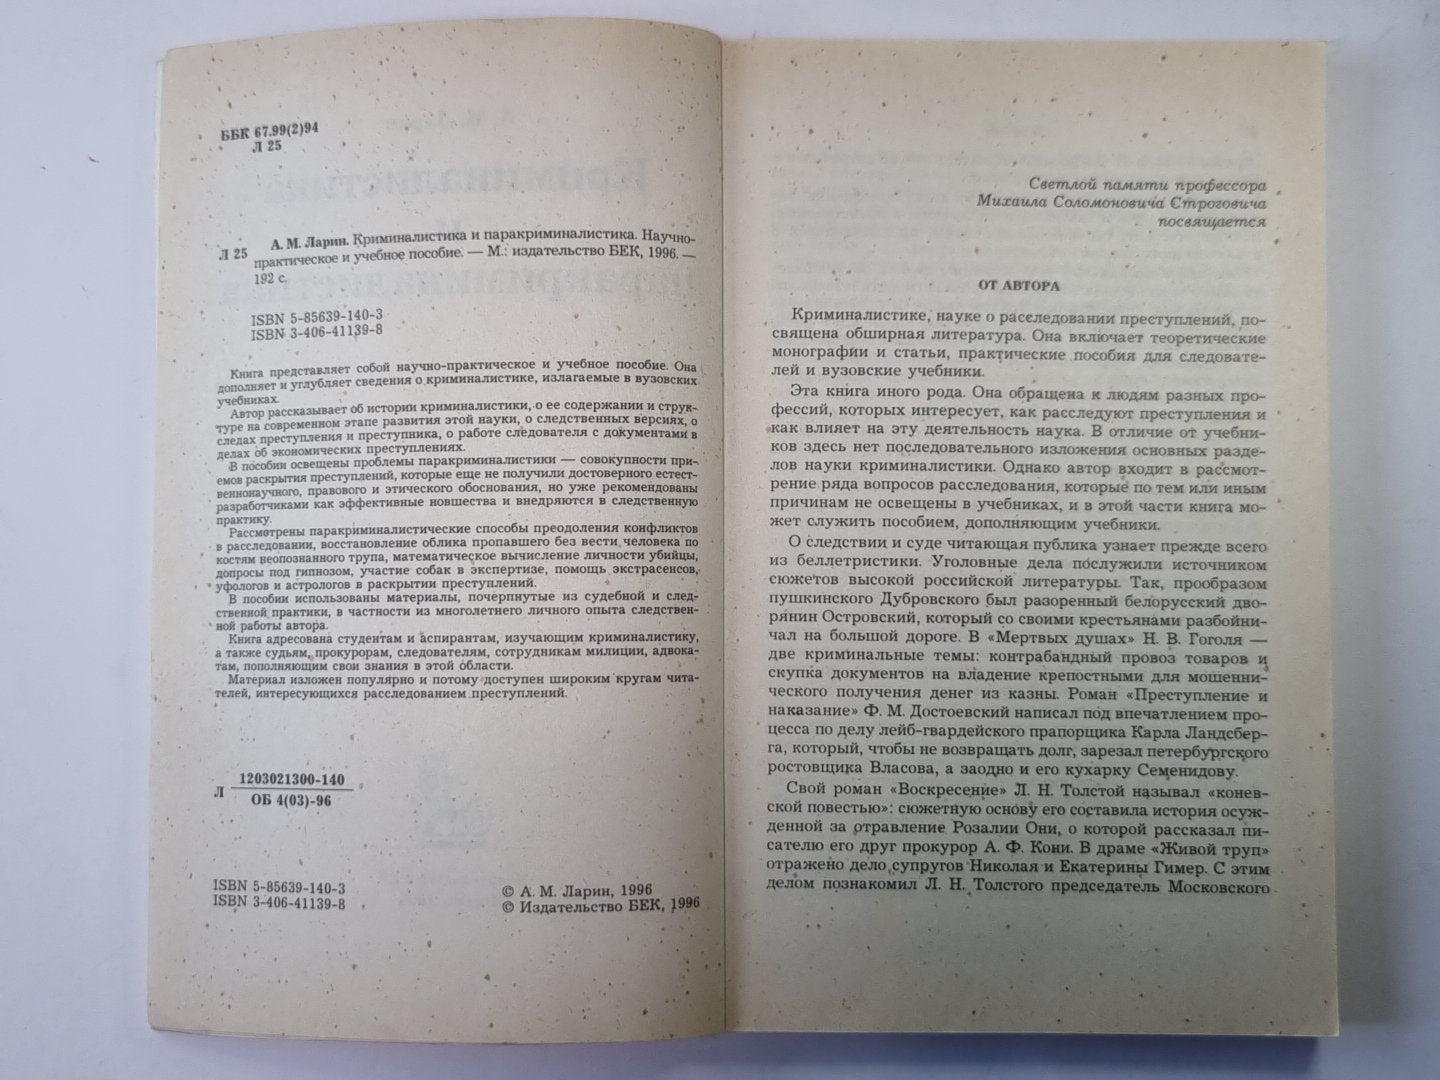 ББК 67.99(2)94
Л 25
Л 25
А. М. Ларин. Криминалистика и паракриминалистика. Научно-
практическое и учебное пособие. — М.: издательство БЕК, 1996. —
192 с.
ISBN 5-85639-140-3
ISBN 3-406-41139-8
Книга представляет собой научно-практическое и учебное пособие. Она
дополняет и углубляет сведения о криминалистике, излагаемые в вузовских
учебниках.
Автор рассказывает об истории криминалистики, о ее содержании и струк-
туре на современном этапе развития этой науки, о следственных версиях, о
следах преступления и преступника, о работе следователя с документами в
делах об экономических преступлениях.
В пособии освещены проблемы паракриминалистики — совокупности при-
емов раскрытия преступлений, которые еще не получили достоверного естест-
веннонаучного, правового и этического обоснования, но уже рекомендованы
разработчиками как эффективные новшества и внедряются в следственную
практику.
Рассмотрены паракриминалистические способы преодоления конфликтов
в расследовании, восстановление облика пропавшего без вести человека по
костям неопознанного трупа, математическое вычисление личности убийцы,
допросы под гипнозом, участие собак в экспертизе, помощь экстрасенсов,
уфологов и астрологов в раскрытии преступлений.
В пособии использованы материалы, почерпнутые из судебной и след-
ственной практики, в частности из многолетнего личного опыта следствен-
ной работы автора.
Книга адресована студентам и аспирантам, изучающим криминалистику,
а также судьям, прокурорам, следователям, сотрудникам милиции, адвока-
там, пополняющим свои знания в этой области.
Материал изложен популярно и потому доступен широким кругам чита-
телей, интересующихся расследованием преступлений.
Л 1203021300-140
ОБ 4(03)-96
ISBN 5-85639-140-3
ISBN 3-406-41139-8
© А. М. Ларин, 1996
© Издательство БЕК, 1996
Светлой памяти профессора
Михаила Соломоновича Строговича
посвящается
ОТ АВТОРА
Криминалистике, науке о расследовании преступлений, по-
священа обширная литература. Она включает теоретические
монографии и статьи, практические пособия для следовате-
лей и вузовские учебники.
Эта книга иного рода. Она обращена к людям разных про-
фессий, которых интересует, как расследуют преступления и
как влияет на эту деятельность наука. В отличие от учебни-
ков здесь нет последовательного изложения основных разде-
лов науки криминалистики. Однако автор входит в рассмот-
рение ряда вопросов расследования, которые по тем или иным
причинам не освещены в учебниках, и в этой части книга мо-
жет служить пособием, дополняющим учебники.
О следствии и суде читающая публика узнает прежде всего
из беллетристики. Уголовные дела послужили источником
сюжетов высокой российской литературы. Так, прообразом
пушкинского Дубровского был разоренный белорусский дво-
рянин Островский, который со своими крестьянами разбойни-
чал на большой дороге. В «Мертвых душах» Н. В. Гоголя —
две криминальные темы: контрабандный провоз товаров и
скупка документов на владение крепостными для мошенни-
ческого получения денег из казны. Роман «Преступление и
наказание» Ф. М. Достоевский написал под впечатлением про-
цесса по делу лейб-гвардейского прапорщика Карла Ландсбер-
га, который, чтобы не возвращать долг, зарезал петербургского
ростовщика Власова, а заодно и его кухарку Семенидову.
Свой роман «Воскресение» Л. Н. Толстой называл «конев-
ской повестью»: сюжетную основу его составила история осуж-
денной за отравление Розалии Они, о которой рассказал пи-
сателю его друг прокурор А. Ф. Кони. В драме «Живой труп»
отражено дело супругов Николая и Екатерины Гимер. С этим
делом познакомил Л. Н. Толстого председатель Московского